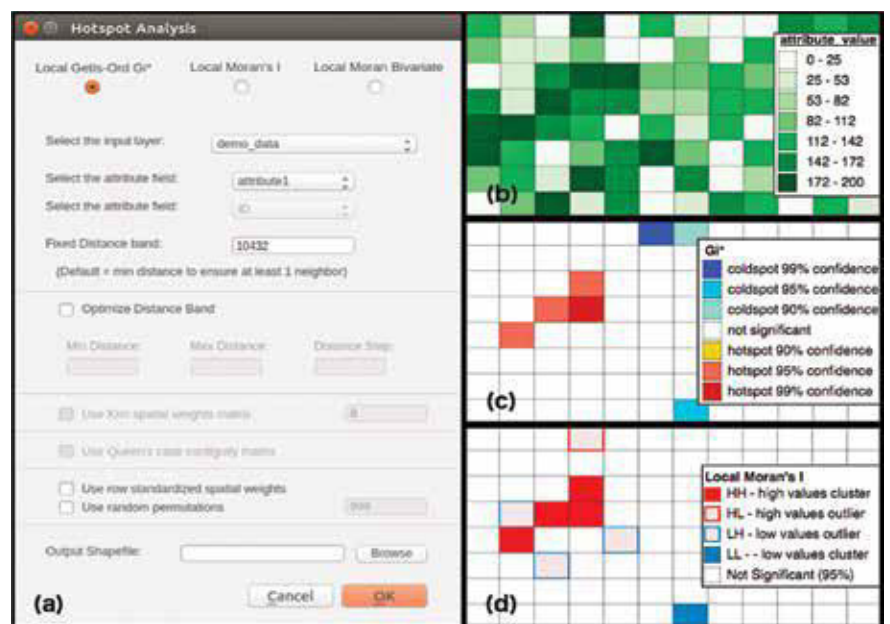 Hotspot Analysis
Local Getis-Ord Gi*
Local Moran's I
Local Moran Bivariate
Select the input layer:
demo_data
Select the attribute field:
attribute1
Select the attribute field:
ID
Fixed Distance band:
10432
(Default = min distance to ensure at least 1 neighbor)
Optimize Distance Band
Min Distance:
Max Distance:
Distance Step:
Use Knn spatial weights matrix
8
Use Queen's case contiguity matrix
Use row standardized spatial weights
Use random permutations
999
Output Shapefile:
Browse
Cancel
OK
(a)
attribute_value
0 - 25
25 - 53
53 - 82
82 - 112
112 - 142
142 - 172
172 - 200
(b)
Gi*
coldspot 99% confidence
coldspot 95% confidence
coldspot 90% confidence
not significant
hotspot 90% confidence
hotspot 95% confidence
hotspot 99% confidence
(c)
Local Moran's I
HH - high values cluster
HL - high values outlier
LH - low values outlier
LL - - low values cluster
Not Significant (95%)
(d)